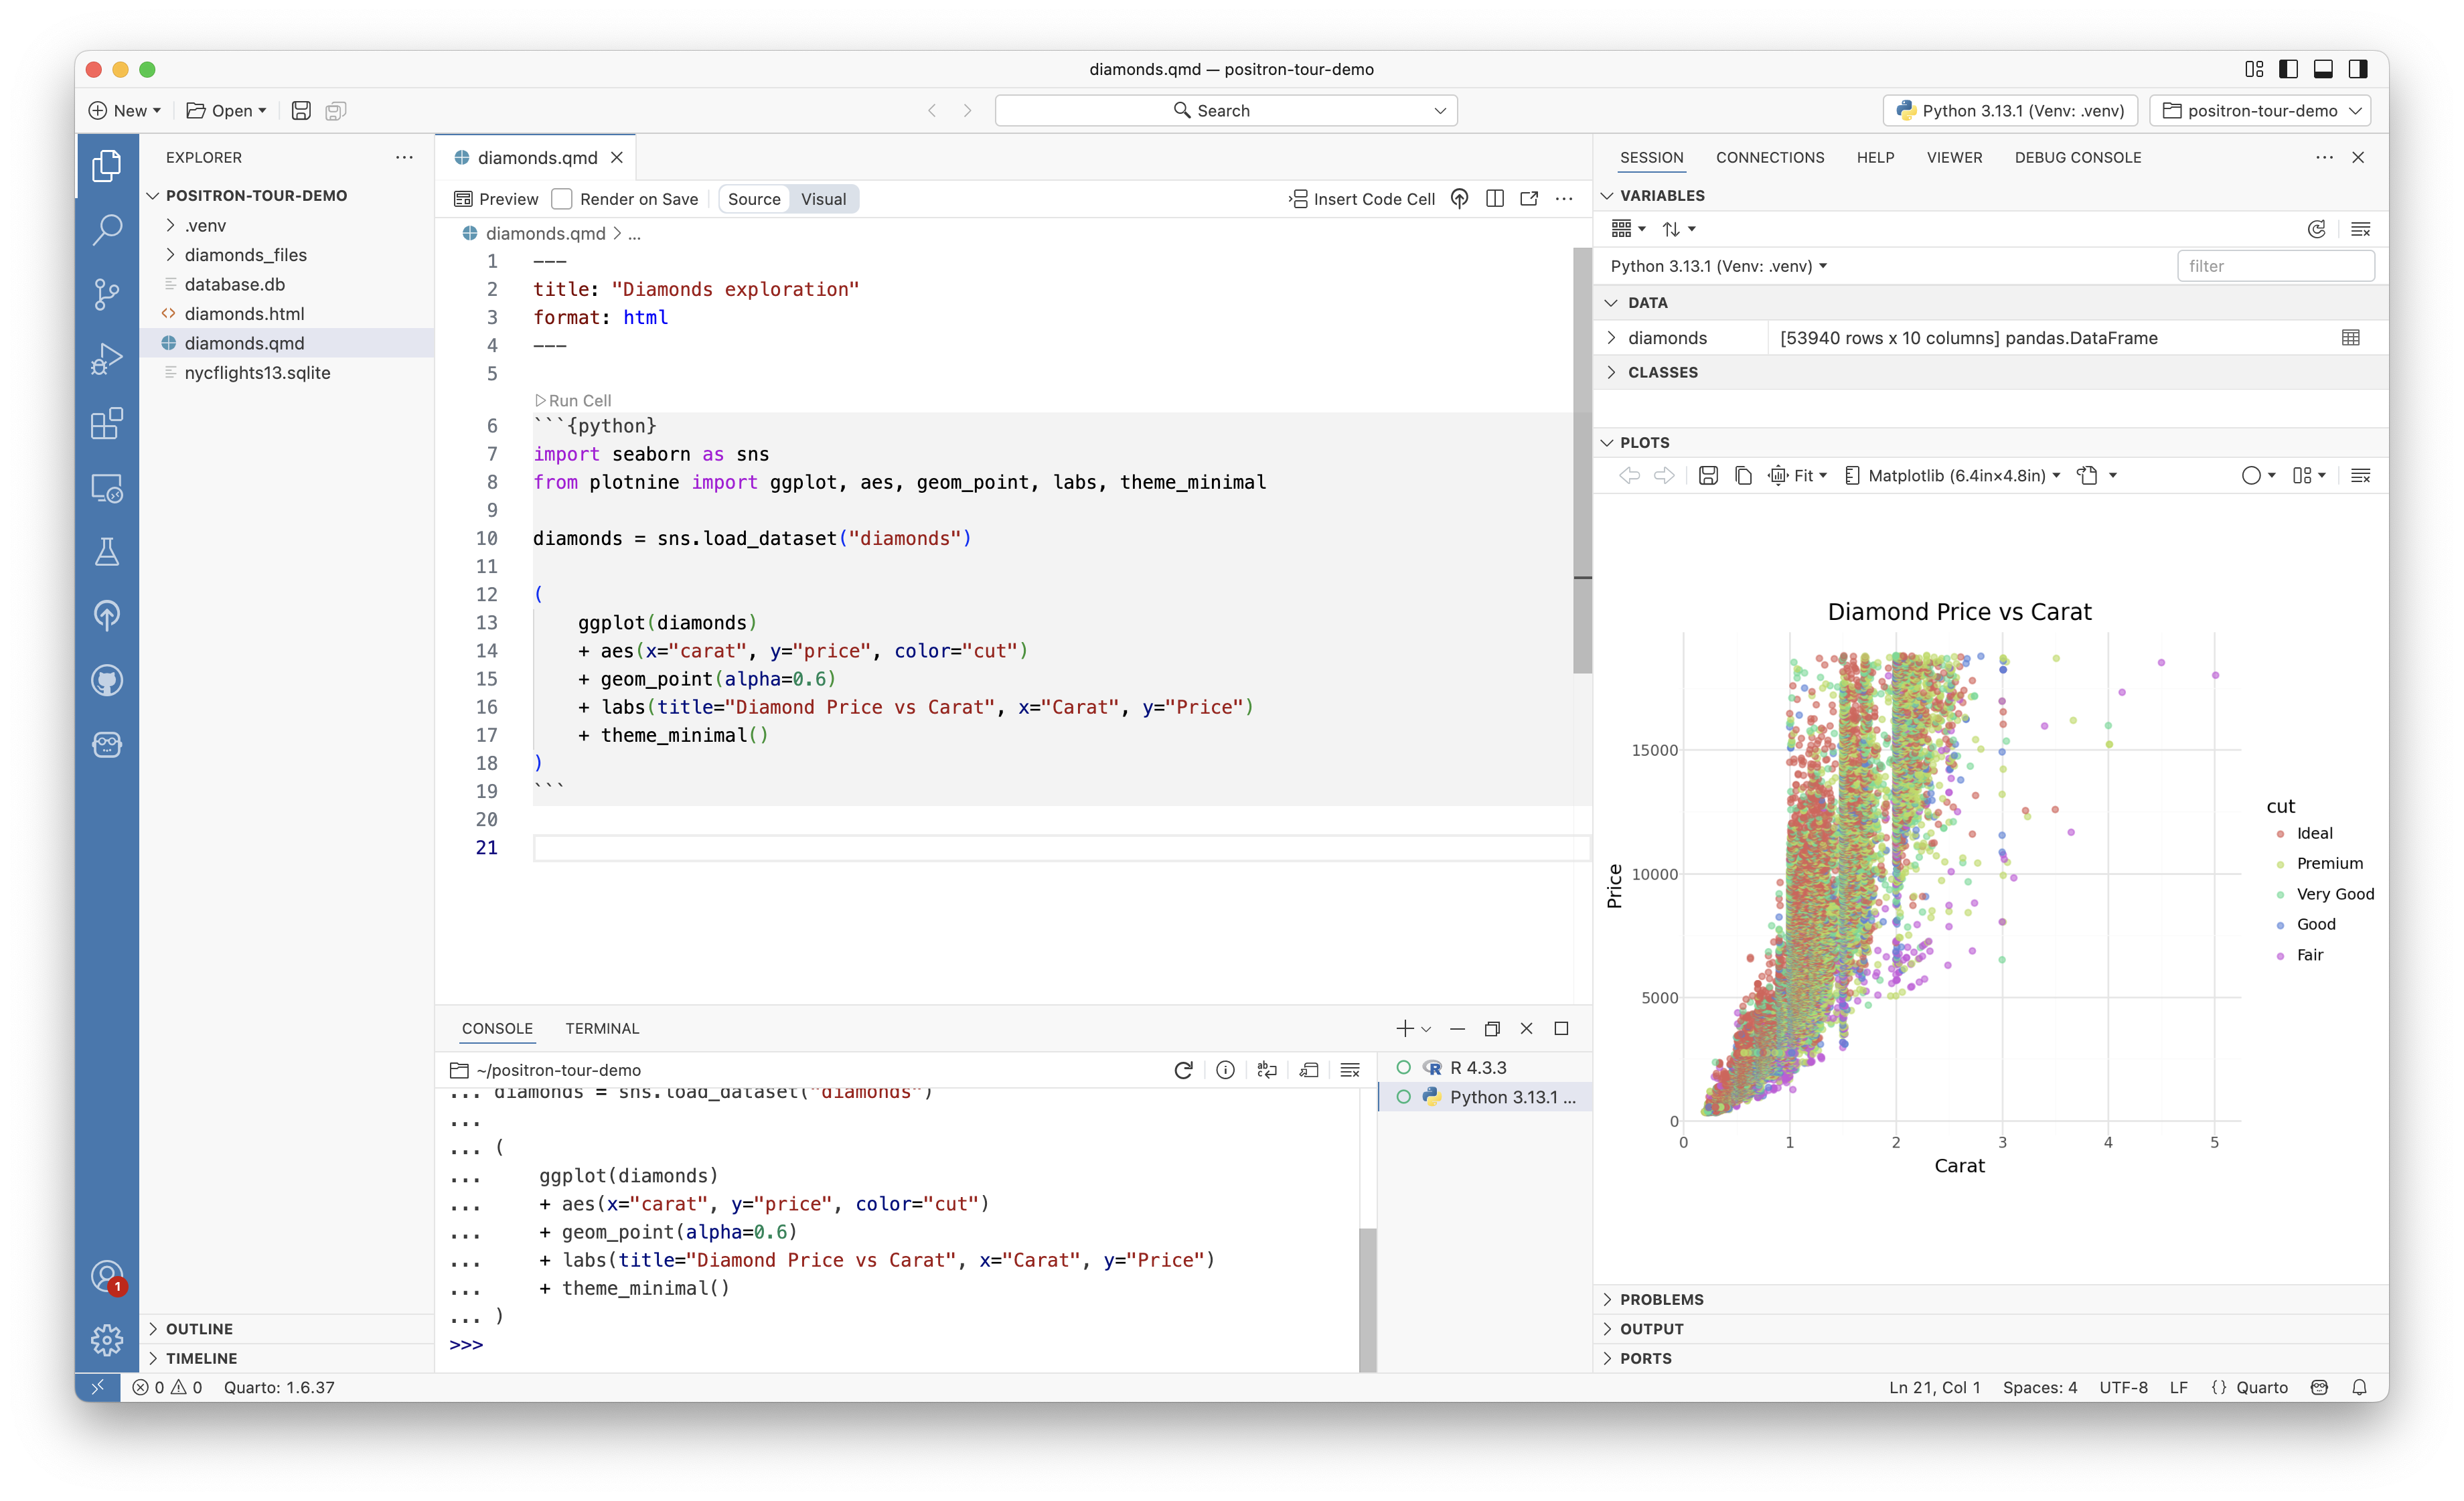 diamonds.qmd — positron-tour-demo
New
Open
Search
Python 3.13.1 (Venv: .venv)
positron-tour-demo
EXPLORER
POSITRON-TOUR-DEMO
.venv
diamonds_files
database.db
diamonds.html
diamonds.qmd
nycflights13.sqlite
OUTLINE
TIMELINE
diamonds.qmd
Preview
Render on Save
Source
Visual
Insert Code Cell
diamonds.qmd > ...
1 ---
2 title: "Diamonds exploration"
3 format: html
4 ---
5
Run Cell
6 ```{python}
7 import seaborn as sns
8 from plotnine import ggplot, aes, geom_point, labs, theme_minimal
9
10 diamonds = sns.load_dataset("diamonds")
11
12 (
13     ggplot(diamonds)
14     + aes(x="carat", y="price", color="cut")
15     + geom_point(alpha=0.6)
16     + labs(title="Diamond Price vs Carat", x="Carat", y="Price")
17     + theme_minimal()
18 )
19 ```
20
21
CONSOLE
TERMINAL
~/positron-tour-demo
... diamonds = sns.load_dataset("diamonds")
...
... (
...     ggplot(diamonds)
...     + aes(x="carat", y="price", color="cut")
...     + geom_point(alpha=0.6)
...     + labs(title="Diamond Price vs Carat", x="Carat", y="Price")
...     + theme_minimal()
... )
>>>
R 4.3.3
Python 3.13.1 ...
SESSION
CONNECTIONS
HELP
VIEWER
DEBUG CONSOLE
VARIABLES
Python 3.13.1 (Venv: .venv)
filter
DATA
diamonds
[53940 rows x 10 columns] pandas.DataFrame
CLASSES
PLOTS
Fit
Matplotlib (6.4in×4.8in)
Diamond Price vs Carat
15000
10000
5000
0
Price
0 1 2 3 4 5
Carat
cut
Ideal
Premium
Very Good
Good
Fair
PROBLEMS
OUTPUT
PORTS
1
0
0
Quarto: 1.6.37
Ln 21, Col 1
Spaces: 4
UTF-8
LF
{} Quarto